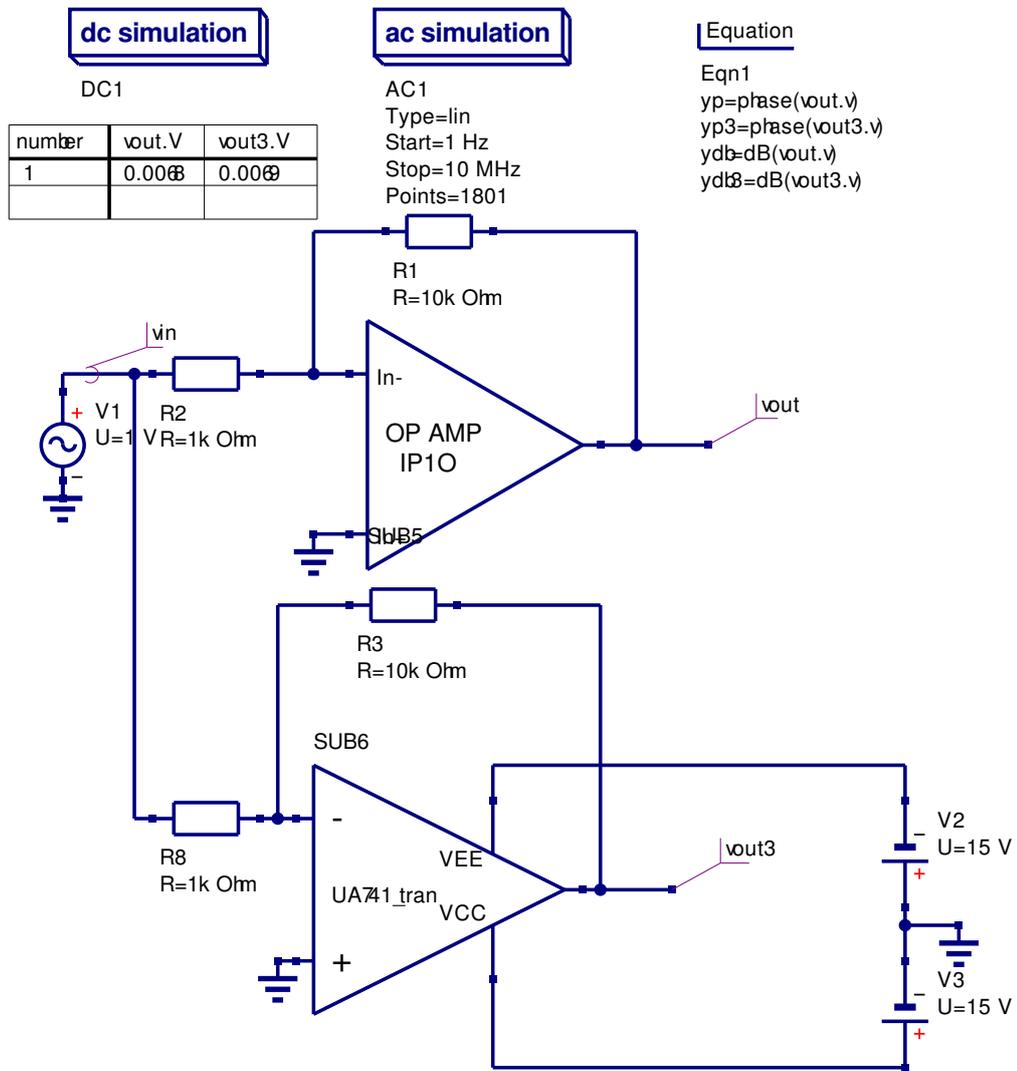 dc simulation
DC1
ac simulation
AC1
Type=lin
Start=1 Hz
Stop=10 MHz
Points=1801
Equation
Eqn1
yp=phase(vout.v)
yp3=phase(vout3.v)
ydb=dB(vout.v)
ydb3=dB(vout3.v)
number vout.V vout3.V
1 0.0068 0.0069
R1
R=10k Ohm
vin
V1
U=1 V
R2
R=1k Ohm
In-
OP AMP
IP1O
In+
SUB5
vout
R3
R=10k Ohm
SUB6
R8
R=1k Ohm
-
VEE
UA741_tran
VCC
+
vout3
V2
U=15 V
V3
U=15 V